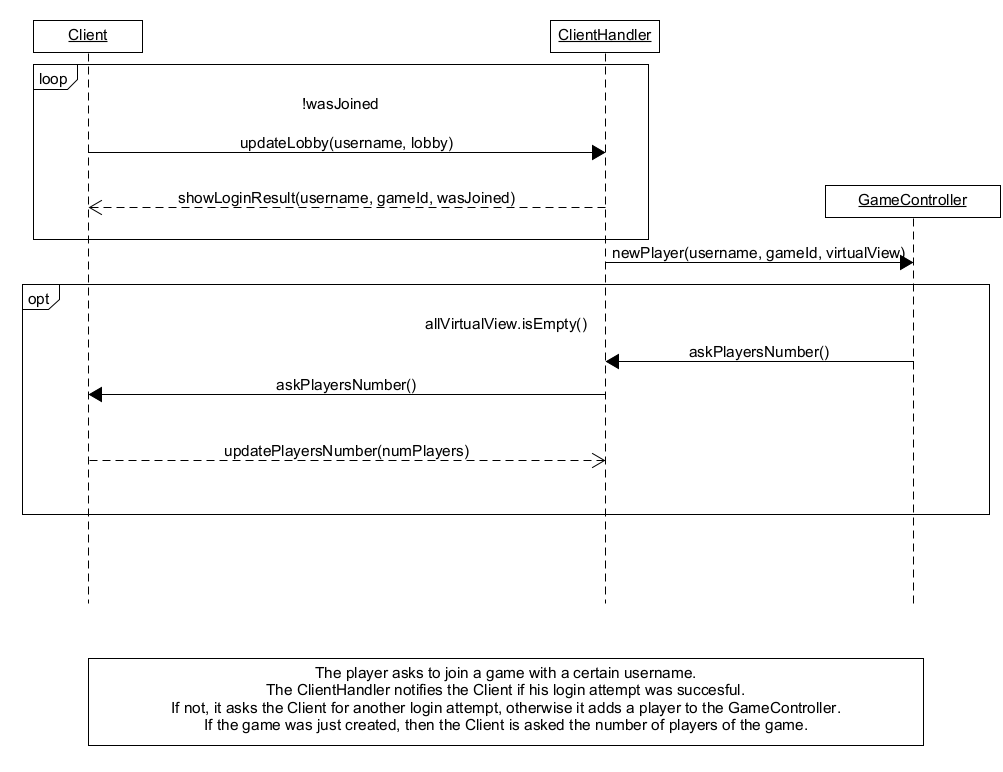 Client
ClientHandler
loop
!wasJoined
updateLobby(username, lobby)
showLoginResult(username, gameId, wasJoined)
GameController
newPlayer(username, gameId, virtualView)
opt
allVirtualView.isEmpty()
askPlayersNumber()
askPlayersNumber()
updatePlayersNumber(numPlayers)
The player asks to join a game with a certain username.
The ClientHandler notifies the Client if his login attempt was succesful.
If not, it asks the Client for another login attempt, otherwise it adds a player to the GameController.
If the game was just created, then the Client is asked the number of players of the game.